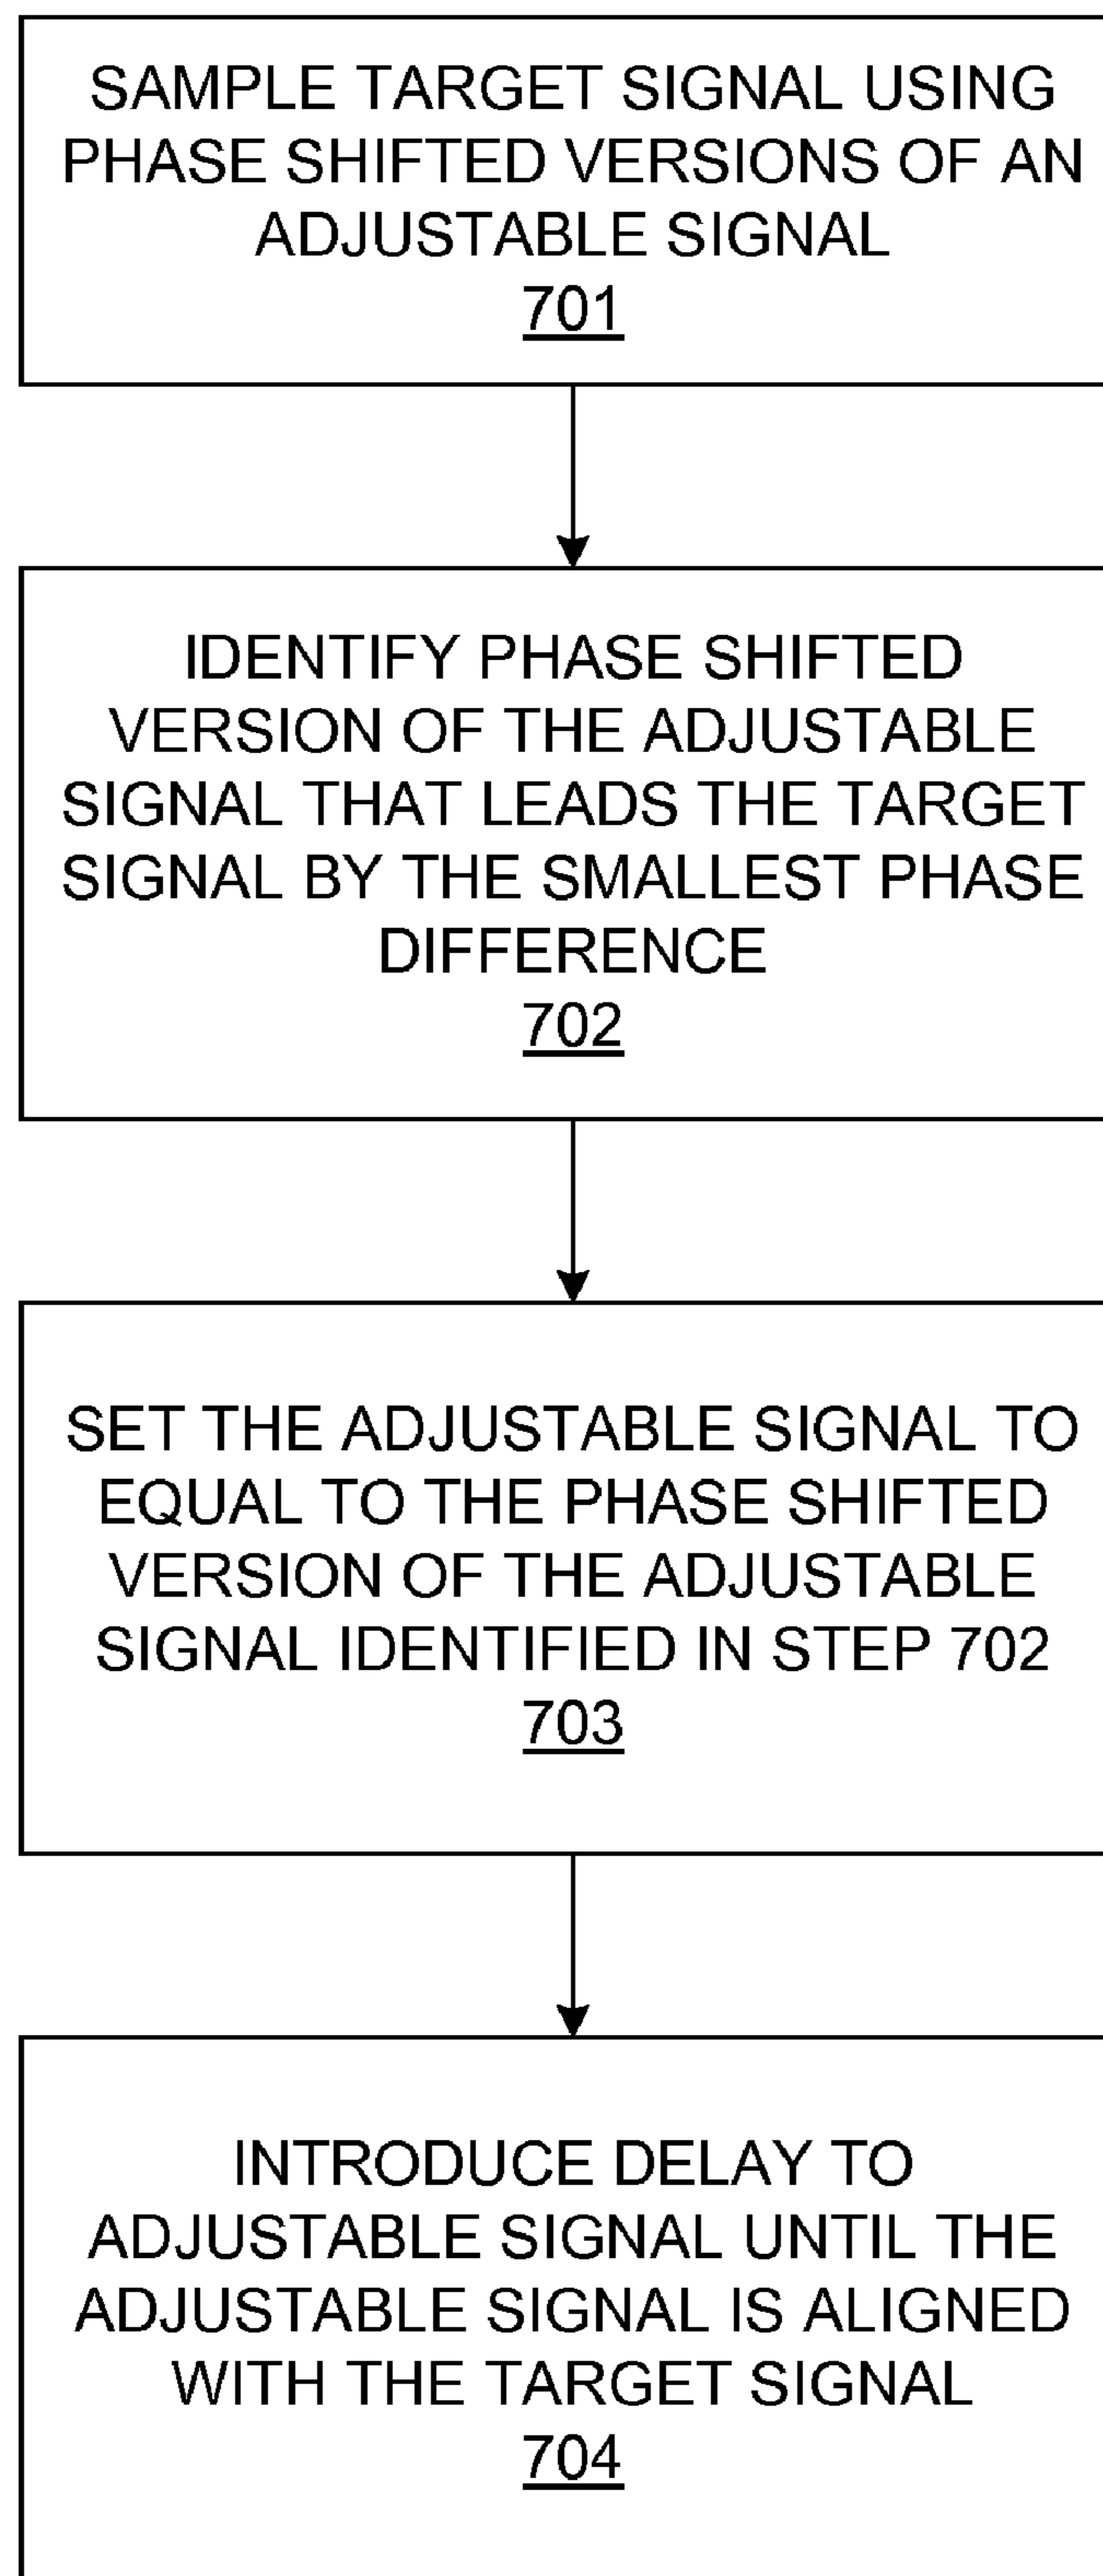 SAMPLE TARGET SIGNAL USING
PHASE SHIFTED VERSIONS OF AN
ADJUSTABLE SIGNAL
701
IDENTIFY PHASE SHIFTED
VERSION OF THE ADJUSTABLE
SIGNAL THAT LEADS THE TARGET
SIGNAL BY THE SMALLEST PHASE
DIFFERENCE
702
SET THE ADJUSTABLE SIGNAL TO
EQUAL TO THE PHASE SHIFTED
VERSION OF THE ADJUSTABLE
SIGNAL IDENTIFIED IN STEP 702
703
INTRODUCE DELAY TO
ADJUSTABLE SIGNAL UNTIL THE
ADJUSTABLE SIGNAL IS ALIGNED
WITH THE TARGET SIGNAL
704